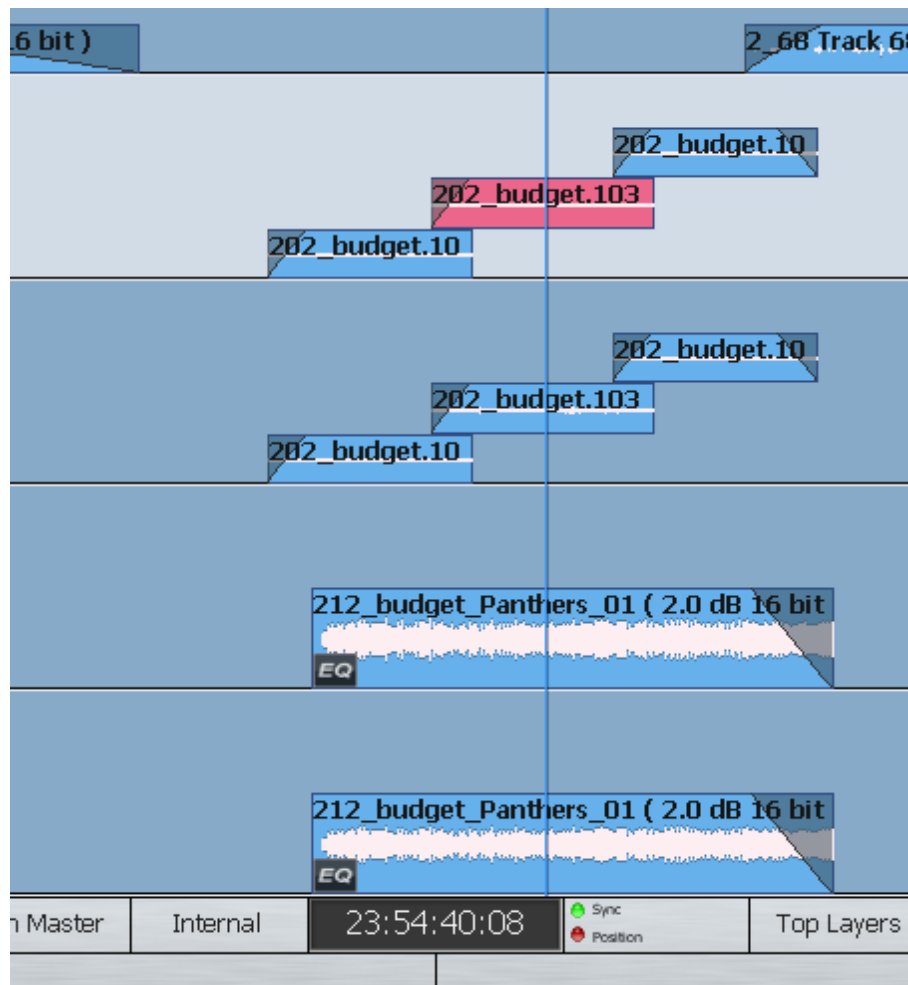 .6 bit )
2_68 Track 6
202_budget.10
202_budget.103
202_budget.10
202_budget.10
202_budget.103
202_budget.10
212_budget_Panthers_01 ( 2.0 dB 16 bit
EQ
212_budget_Panthers_01 ( 2.0 dB 16 bit
EQ
Master
Internal
23:54:40:08
Sync
Position
Top Layers